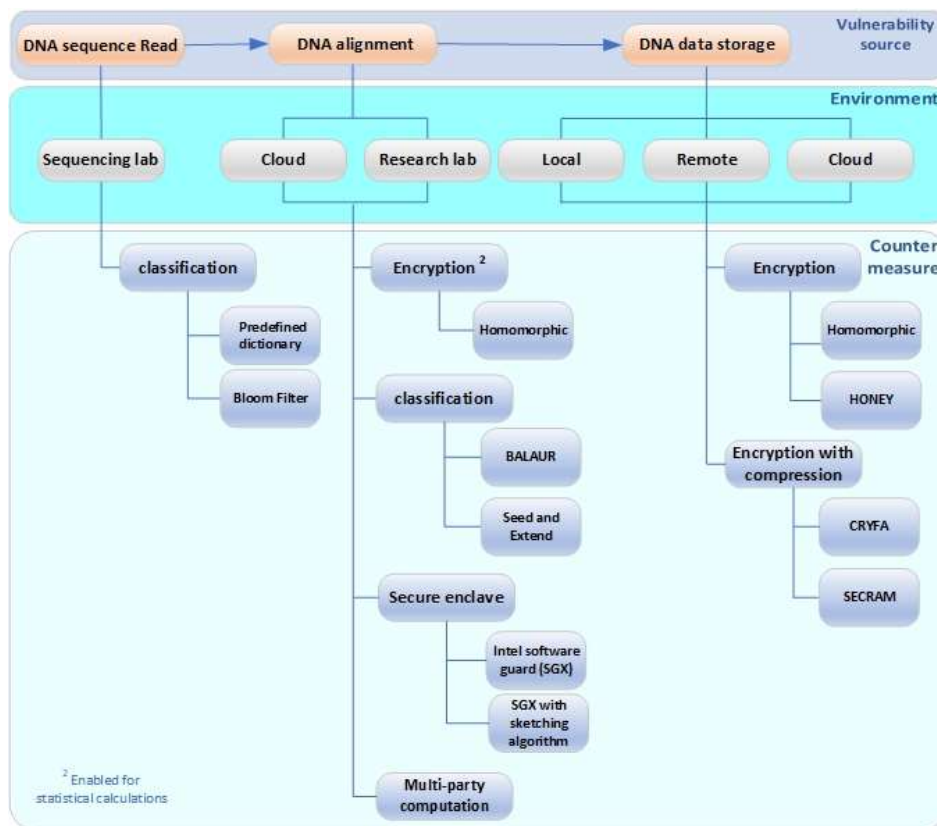 Vulnerability
source
DNA sequence Read
DNA alignment
DNA data storage
Environment
Sequencing lab
Cloud
Research lab
Local
Remote
Cloud
Counter
measure
classification
Predefined
dictionary
Bloom Filter
Encryption 2
Homomorphic
classification
BALAUR
Seed and
Extend
Secure enclave
Intel software
guard (SGX)
SGX with
sketching
algorithm
Multi-party
computation
Encryption
Homomorphic
HONEY
Encryption with
compression
CRYFA
SECRAM
2 Enabled for
statistical calculations